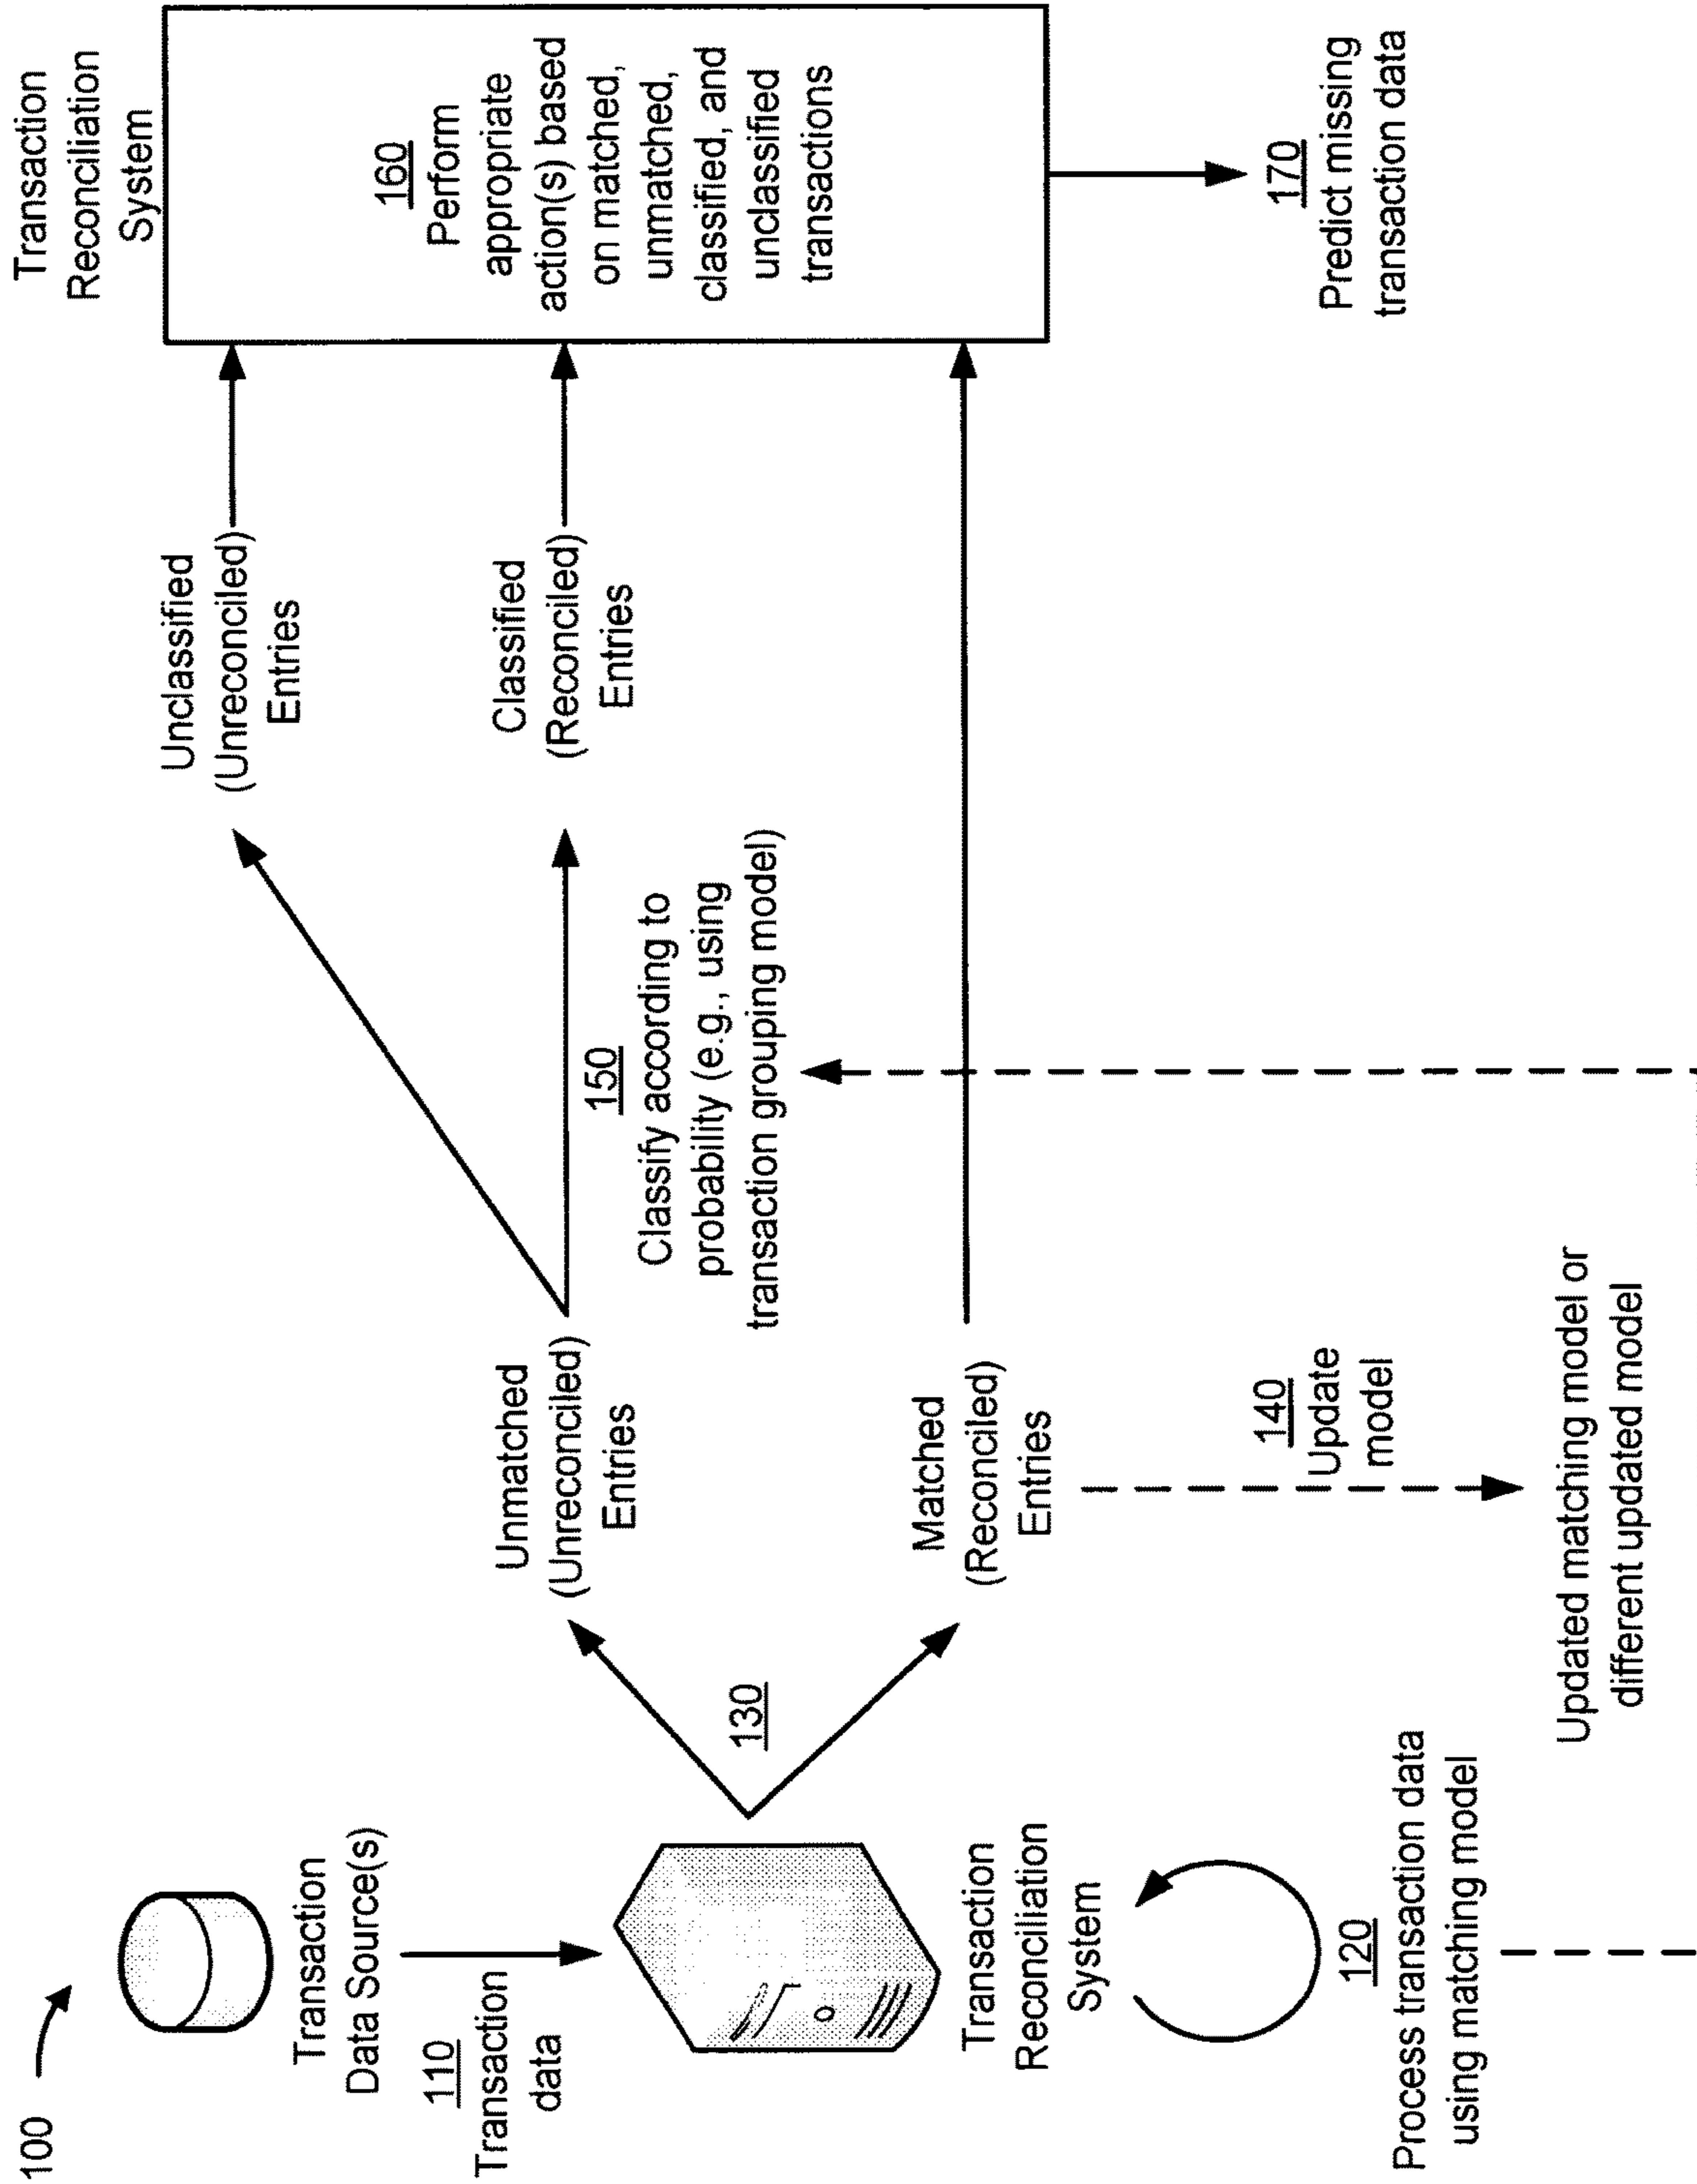 100
Transaction
Data Source(s)
110
Transaction
data
Transaction
Reconciliation
System
120
Process transaction data
using matching model
130
Unmatched
(Unreconciled)
Entries
Matched
(Reconciled)
Entries
140
Update
model
Updated matching model or
different updated model
150
Classify according to
probability (e.g., using
transaction grouping model)
Unclassified
(Unreconciled)
Entries
Classified
(Reconciled)
Entries
Transaction
Reconciliation
System
160
Perform
appropriate
action(s) based
on matched,
unmatched,
classified, and
unclassified
transactions
170
Predict missing
transaction data